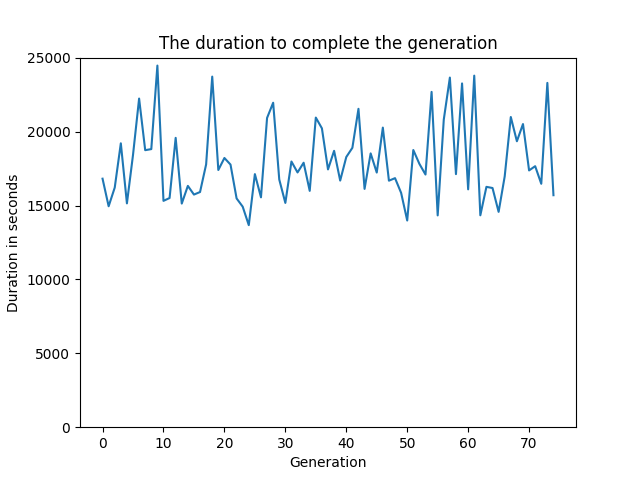 The duration to complete the generation
25000
20000
15000
10000
5000
0
Duration in seconds
0 10 20 30 40 50 60 70
Generation